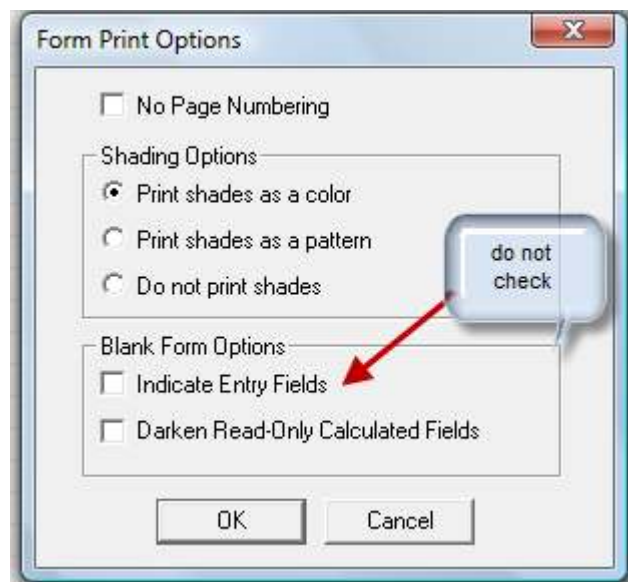 Form Print Options
No Page Numbering
Shading Options
Print shades as a color
Print shades as a pattern
Do not print shades
do not
check
Blank Form Options
Indicate Entry Fields
Darken Read-Only Calculated Fields
OK
Cancel